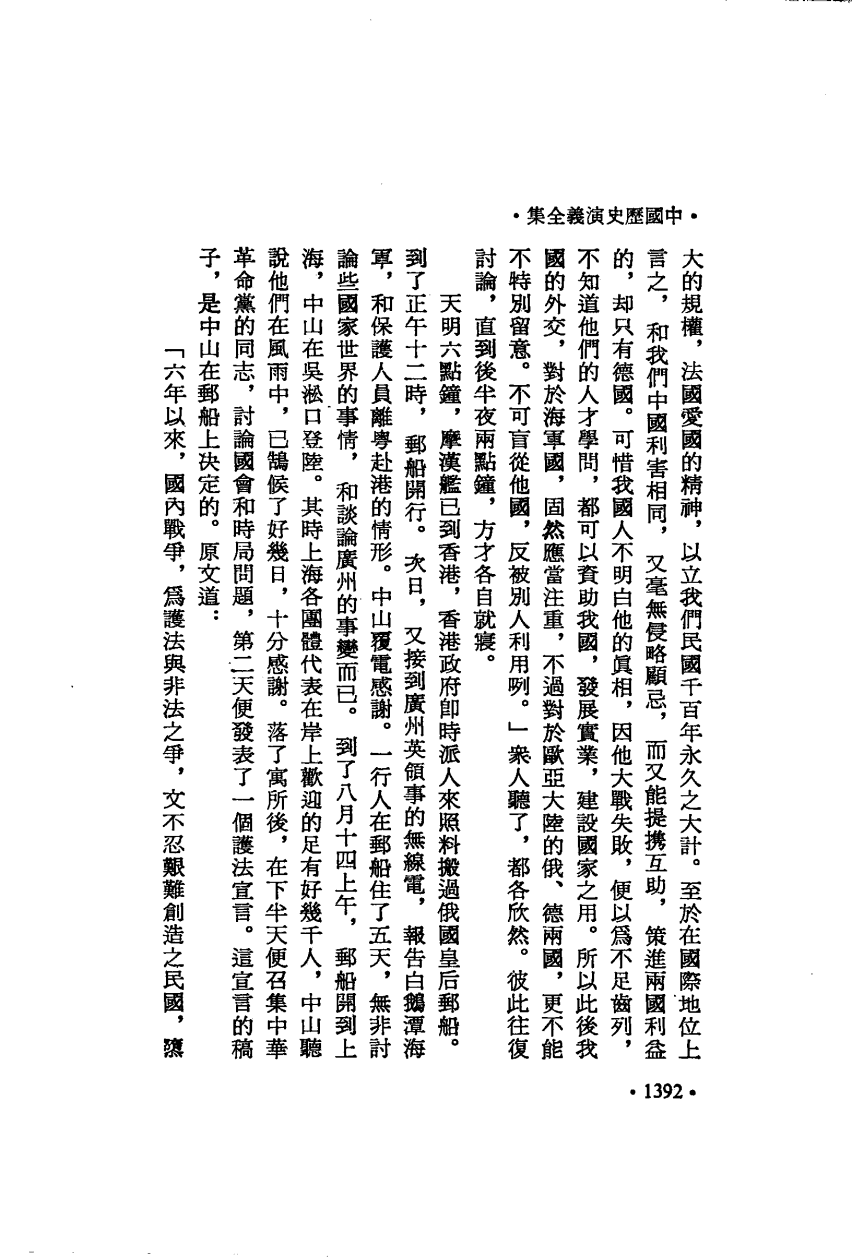 •中國歷史演義全集•
大的規權，法國愛國的精神，以立我們民國千百年永久之大計。至於在國際地位上
言之，和我們中國利害相同，又毫無侵略顧忌，而又能提携互助，策進兩國利益
的，却只有德國。可惜我國人不明白他的眞相，因他大戰失敗，便以爲不足齒列，
不知道他們的人才學問，都可以資助我國，發展實業，建設國家之用。所以此後我
國的外交，對於海軍國，固然應當注重，不過對於歐亞大陸的俄、德兩國，更不能
不特別留意。不可盲從他國，反被別人利用咧。」衆人聽了，都各欣然。彼此往復
討論，直到後半夜兩點鐘，方才各自就寢。
天明六點鐘，摩漢艦已到香港，香港政府卽時派人來照料搬過俄國皇后郵船。
到了正午十二時，郵船開行。次日，又接到廣州英領事的無線電，報告白鵝潭海
軍，和保護人員離粵赴港的情形。中山覆電感謝。一行人在郵船住了五天，無非討
論些國家世界的事情，和談論廣州的事變而已。到了八月十四上午，郵船開到上
海，中山在吳淞口登陸。其時上海各團體代表在岸上歡迎的足有好幾千人，中山聽
說他們在風雨中，已鵠候了好幾日，十分感謝。落了寓所後，在下半天便召集中華
革命黨的同志，討論國會和時局問題，第二天便發表了一個護法宣言。這宣言的稿
子，是中山在郵船上決定的。原文道：
「六年以來，國內戰爭，爲護法與非法之爭，文不忍艱難創造之民國，隳
•1392•